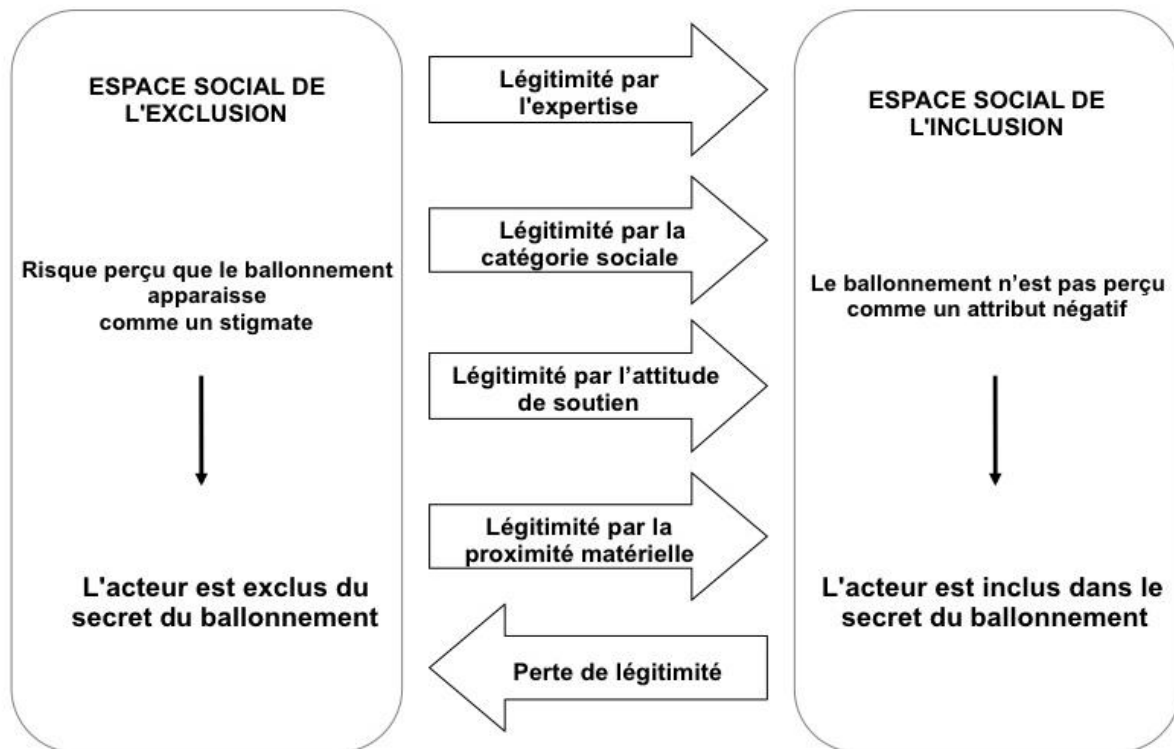 ESPACE SOCIAL DE
L'EXCLUSION
Risque perçu que le ballonnement
apparaisse
comme un stigmate
L'acteur est exclus du
secret du ballonnement
Légitimité par
l'expertise
Légitimité par la
catégorie sociale
Légitimité par l’attitude
de soutien
Légitimité par la
proximité matérielle
Perte de légitimité
ESPACE SOCIAL DE
L'INCLUSION
Le ballonnement n’est pas perçu
comme un attribut négatif
L'acteur est inclus dans le
secret du ballonnement